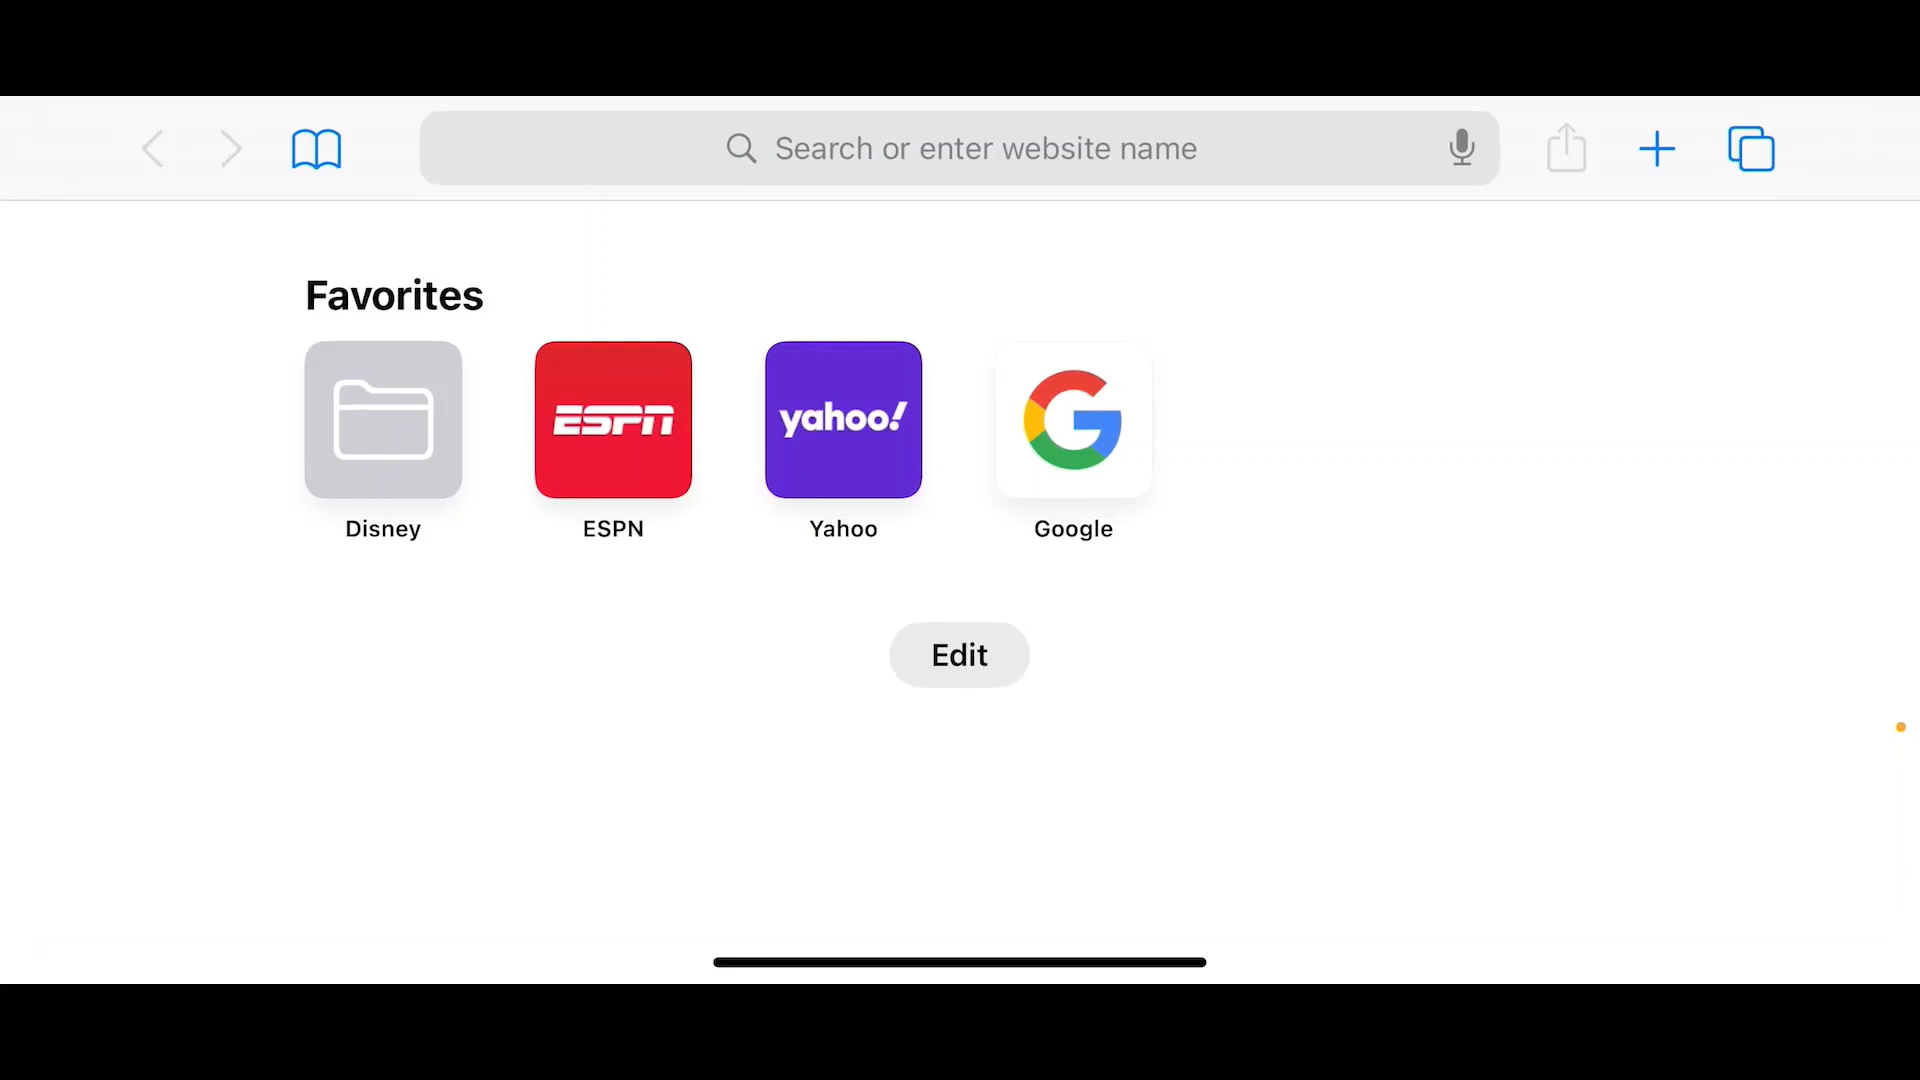 Search or enter website name
Favorites
ESPN
yahoo!
G
Disney
ESPN
Yahoo
Google
Edit